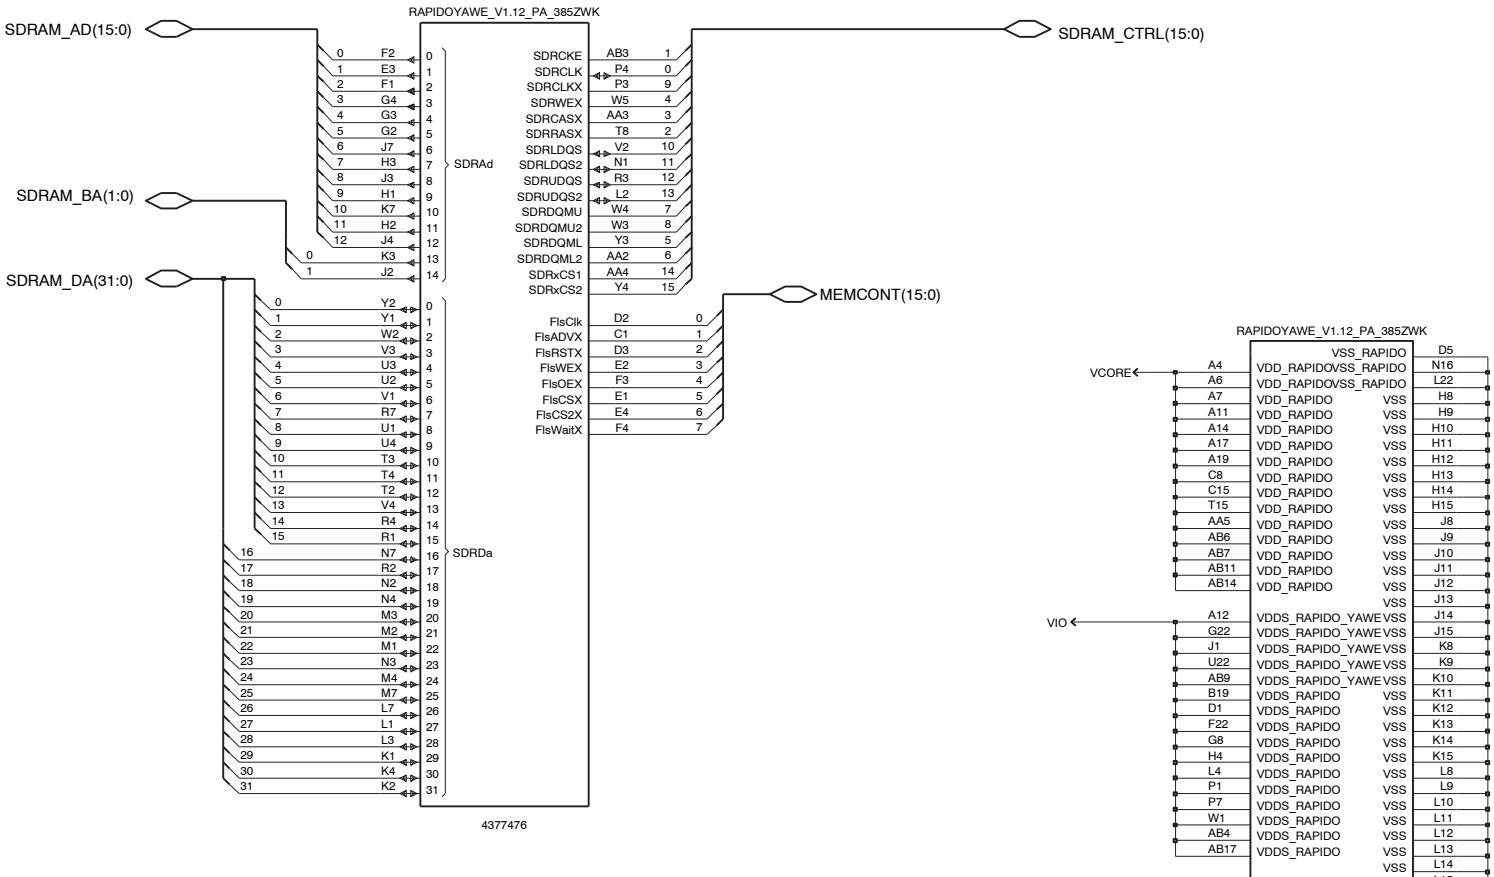 RAPIDOYAWE_V1.12_PA_385ZWK
SDRAM_AD(15:0)
0 F2 0
1 E3 1
2 F1 2
3 G4 3
4 G3 4
5 G2 5
6 J7 6
7 H3 7
8 J3 8
9 H1 9
10 K7 10
11 H2 11
12 J4 12
SDRAd
SDRAM_BA(1:0)
0 K3 13
1 J2 14
SDRAM_DA(31:0)
0 Y2 0
1 Y1 1
2 W2 2
3 V3 3
4 U3 4
5 U2 5
6 V1 6
7 R7 7
8 U1 8
9 U4 9
10 T3 10
11 T4 11
12 T2 12
13 V4 13
14 R4 14
15 R1 15
16 N7 16
17 R2 17
18 N2 18
19 N4 19
20 M3 20
21 M2 21
22 M1 22
23 N3 23
24 M4 24
25 M7 25
26 L7 26
27 L1 27
28 L3 28
29 K1 29
30 K4 30
31 K2 31
SDRDa
SDRAM_CTRL(15:0)
SDRCKE AB3 1
SDRCLK P4 0
SDRCLKX P3 9
SDRWEX W5 4
SDRCASX AA3 3
SDRRASX T8 2
SDRLDQS V2 10
SDRLDQS2 N1 11
SDRUDQS R3 12
SDRUDQS2 L2 13
SDRDQMU W4 7
SDRDQMU2 W3 8
SDRDQML Y3 5
SDRDQML2 AA2 6
SDRxCS1 AA4 14
SDRxCS2 Y4 15
MEMCONT(15:0)
FlsClk D2 0
FlsADVX C1 1
FlsRSTX D3 2
FlsWEX E2 3
FlsOEX F3 4
FlsCSX E1 5
FlsCS2X E4 6
FlsWaitX F4 7
4377476
RAPIDOYAWE_V1.12_PA_385ZWK
VSS_RAPIDO D5
VCORE
A4 VDD_RAPIDO VSS_RAPIDO N16
A6 VDD_RAPIDO VSS_RAPIDO L22
A7 VDD_RAPIDO VSS H8
A11 VDD_RAPIDO VSS H9
A14 VDD_RAPIDO VSS H10
A17 VDD_RAPIDO VSS H11
A19 VDD_RAPIDO VSS H12
C8 VDD_RAPIDO VSS H13
C15 VDD_RAPIDO VSS H14
T15 VDD_RAPIDO VSS H15
AA5 VDD_RAPIDO VSS J8
AB6 VDD_RAPIDO VSS J9
AB7 VDD_RAPIDO VSS J10
AB11 VDD_RAPIDO VSS J11
AB14 VDD_RAPIDO VSS J12
VSS J13
VIO
A12 VDDS_RAPIDO_YAWE VSS J14
G22 VDDS_RAPIDO_YAWE VSS J15
J1 VDDS_RAPIDO_YAWE VSS K8
U22 VDDS_RAPIDO_YAWE VSS K9
AB9 VDDS_RAPIDO_YAWE VSS K10
B19 VDDS_RAPIDO VSS K11
D1 VDDS_RAPIDO VSS K12
F22 VDDS_RAPIDO VSS K13
G8 VDDS_RAPIDO VSS K14
H4 VDDS_RAPIDO VSS K15
L4 VDDS_RAPIDO VSS L8
P1 VDDS_RAPIDO VSS L9
P7 VDDS_RAPIDO VSS L10
W1 VDDS_RAPIDO VSS L11
AB4 VDDS_RAPIDO VSS L12
AB17 VDDS_RAPIDO VSS L13
VSS L14